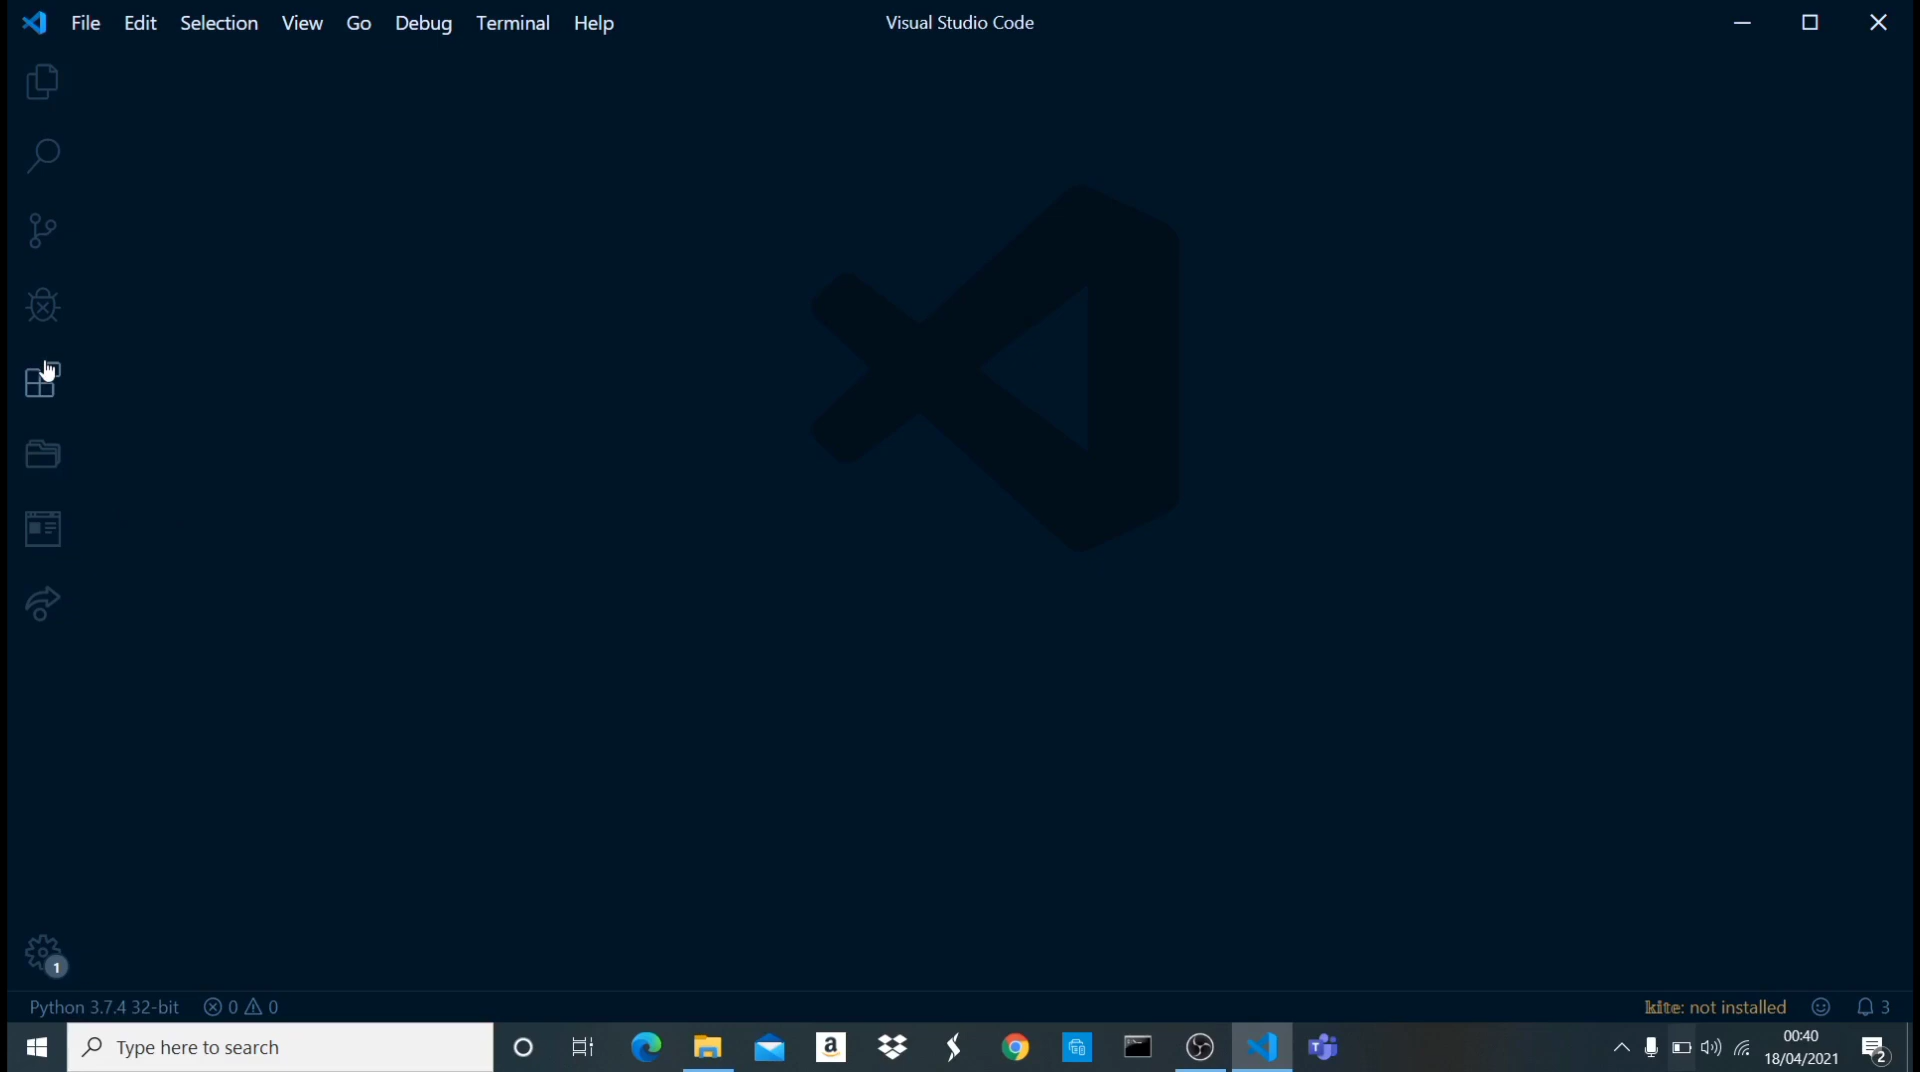 File Edit Selection View Go Debug Terminal Help Visual Studio Code
1
Python 3.7.4 32-bit 0 0 kite: not installed 3
Type here to search a T 00:40
18/04/2021 2